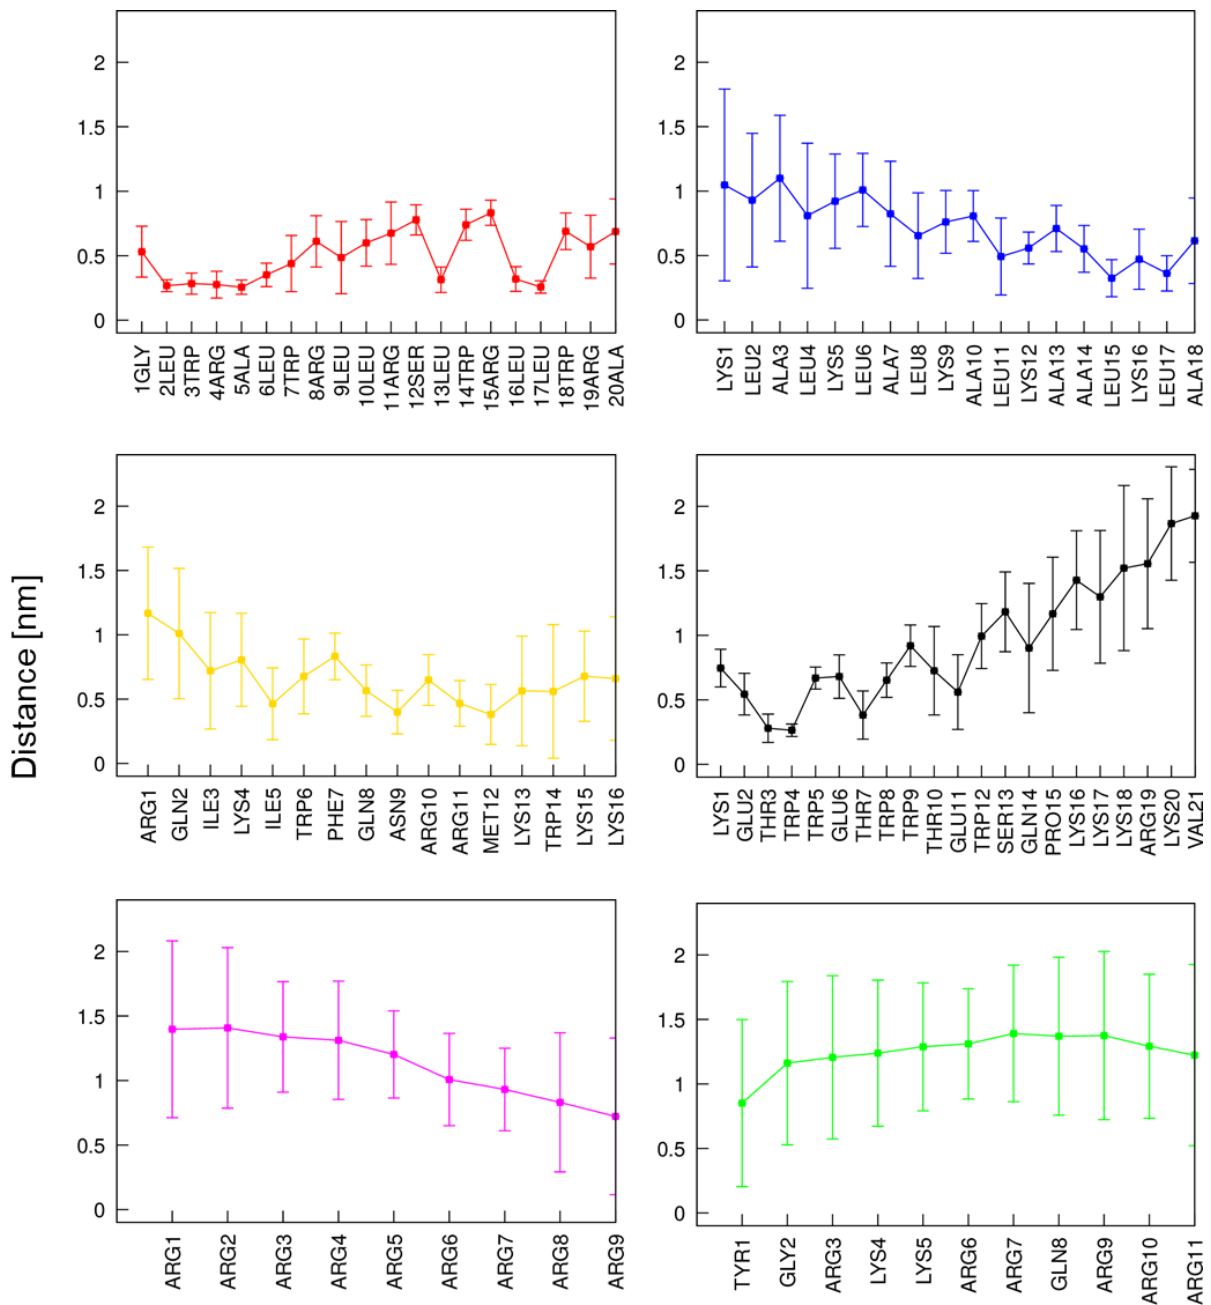 Distance [nm]
2
1.5
1
0.5
0
1GLY
2LEU
3TRP
4ARG
5ALA
6LEU
7TRP
8ARG
9LEU
10LEU
11ARG
12SER
13LEU
14TRP
15ARG
16LEU
17LEU
18TRP
19ARG
20ALA
2
1.5
1
0.5
0
LYS1
LEU2
ALA3
LEU4
LYS5
LEU6
ALA7
LEU8
LYS9
ALA10
LEU11
LYS12
ALA13
ALA14
LEU15
LYS16
LEU17
ALA18
2
1.5
1
0.5
0
ARG1
GLN2
ILE3
LYS4
ILE5
TRP6
PHE7
GLN8
ASN9
ARG10
ARG11
MET12
LYS13
TRP14
LYS15
LYS16
2
1.5
1
0.5
0
LYS1
GLU2
THR3
TRP4
TRP5
GLU6
THR7
TRP8
TRP9
THR10
GLU11
TRP12
SER13
GLN14
PRO15
LYS16
LYS17
LYS18
ARG19
LYS20
VAL21
2
1.5
1
0.5
0
ARG1
ARG2
ARG3
ARG4
ARG5
ARG6
ARG7
ARG8
ARG9
2
1.5
1
0.5
0
TYR1
GLY2
ARG3
LYS4
LYS5
ARG6
ARG7
GLN8
ARG9
ARG10
ARG11